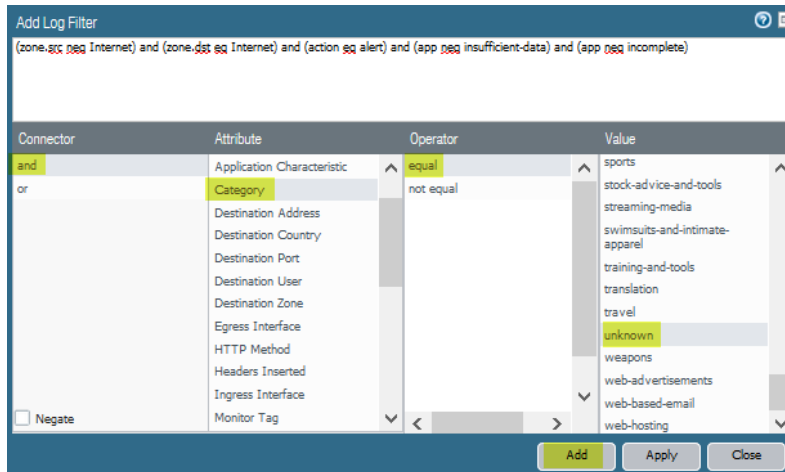 Add Log Filter
(zone.src neq Internet) and (zone.dst eq Internet) and (action eq alert) and (app neq insufficient-data) and (app neq incomplete)
Connector
Attribute
Operator
Value
and
or
Negate
Application Characteristic
Category
Destination Address
Destination Country
Destination Port
Destination User
Destination Zone
Egress Interface
HTTP Method
Headers Inserted
Ingress Interface
Monitor Tag
equal
not equal
sports
stock-advice-and-tools
streaming-media
swimsuits-and-intimate-
apparel
training-and-tools
translation
travel
unknown
weapons
web-advertisements
web-based-email
web-hosting
Add
Apply
Close